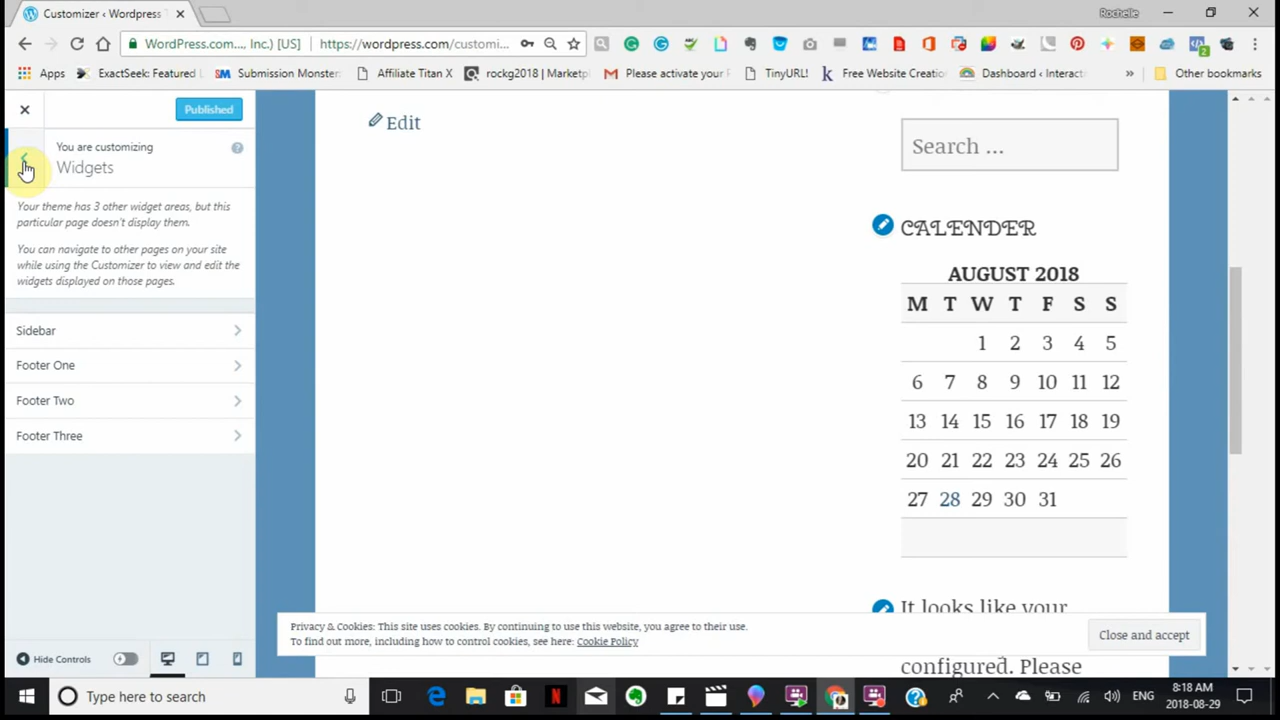 Customizer ‹ Wordpress
Rochelle
WordPress.com..., Inc.) [US]
https://wordpress.com/customi...
2
Apps
ExactSeek: Featured
Submission Monster
Affiliate Titan X
rockg2018 | Marketpl
Please activate your
TinyURL!
Free Website Creatio
Dashboard ‹ Interact
»
Other bookmarks
Published
You are customizing
Widgets
Your theme has 3 other widget areas, but this
particular page doesn't display them.
You can navigate to other pages on your site
while using the Customizer to view and edit the
widgets displayed on those pages.
Sidebar
Footer One
Footer Two
Footer Three
Hide Controls
Edit
Search ...
CALENDER
AUGUST 2018
M T W T F S S
1 2 3 4 5
6 7 8 9 10 11 12
13 14 15 16 17 18 19
20 21 22 23 24 25 26
27 28 29 30 31
It looks like your
configured. Please
Privacy & Cookies: This site uses cookies. By continuing to use this website, you agree to their use.
To find out more, including how to control cookies, see here: Cookie Policy
Close and accept
Type here to search
ENG
8:18 AM
2018-08-29